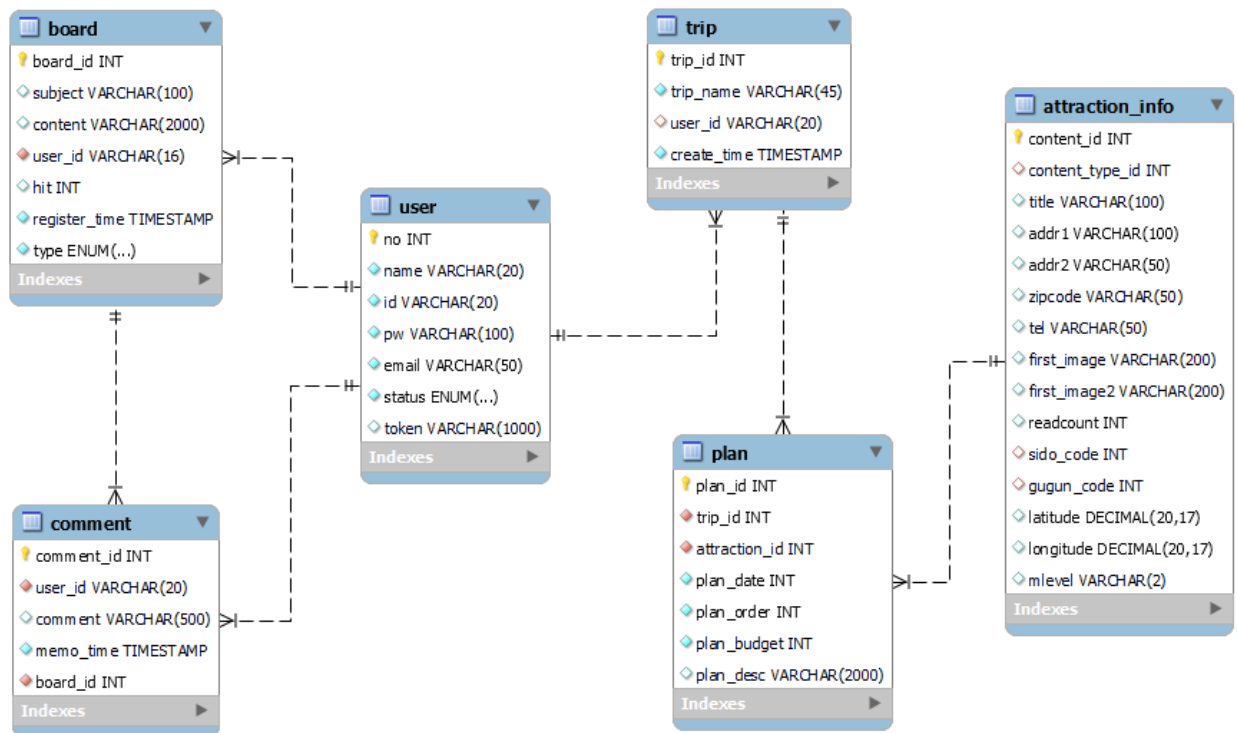 board
board_id INT
subject VARCHAR(100)
content VARCHAR(2000)
user_id VARCHAR(16)
hit INT
register_time TIMESTAMP
type ENUM(...)
Indexes
comment
comment_id INT
user_id VARCHAR(20)
comment VARCHAR(500)
memo_time TIMESTAMP
board_id INT
Indexes
user
no INT
name VARCHAR(20)
id VARCHAR(20)
pw VARCHAR(100)
email VARCHAR(50)
status ENUM(...)
token VARCHAR(1000)
Indexes
trip
trip_id INT
trip_name VARCHAR(45)
user_id VARCHAR(20)
create_time TIMESTAMP
Indexes
plan
plan_id INT
trip_id INT
attraction_id INT
plan_date INT
plan_order INT
plan_budget INT
plan_desc VARCHAR(2000)
Indexes
attraction_info
content_id INT
content_type_id INT
title VARCHAR(100)
addr1 VARCHAR(100)
addr2 VARCHAR(50)
zipcode VARCHAR(50)
tel VARCHAR(50)
first_image VARCHAR(200)
first_image2 VARCHAR(200)
readcount INT
sido_code INT
gugun_code INT
latitude DECIMAL(20,17)
longitude DECIMAL(20,17)
mlevel VARCHAR(2)
Indexes